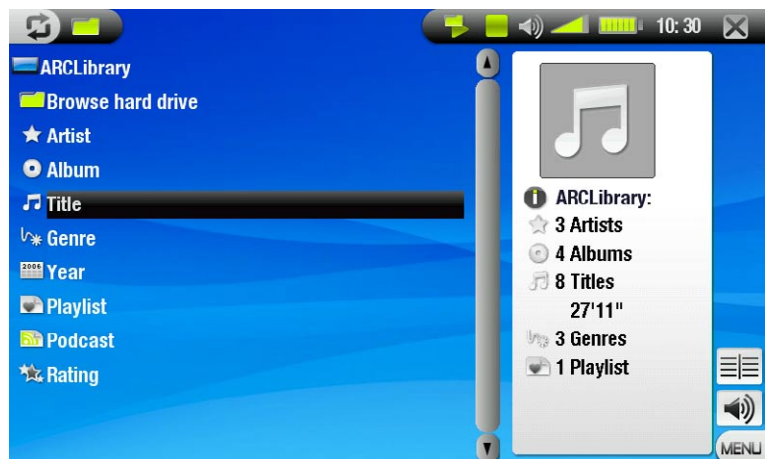 10:30
ARCLibrary
Browse hard drive
Artist
Album
Title
Genre
2006
Year
Playlist
Podcast
Rating
ARCLibrary:
3 Artists
4 Albums
8 Titles
27'11"
3 Genres
1 Playlist
MENU